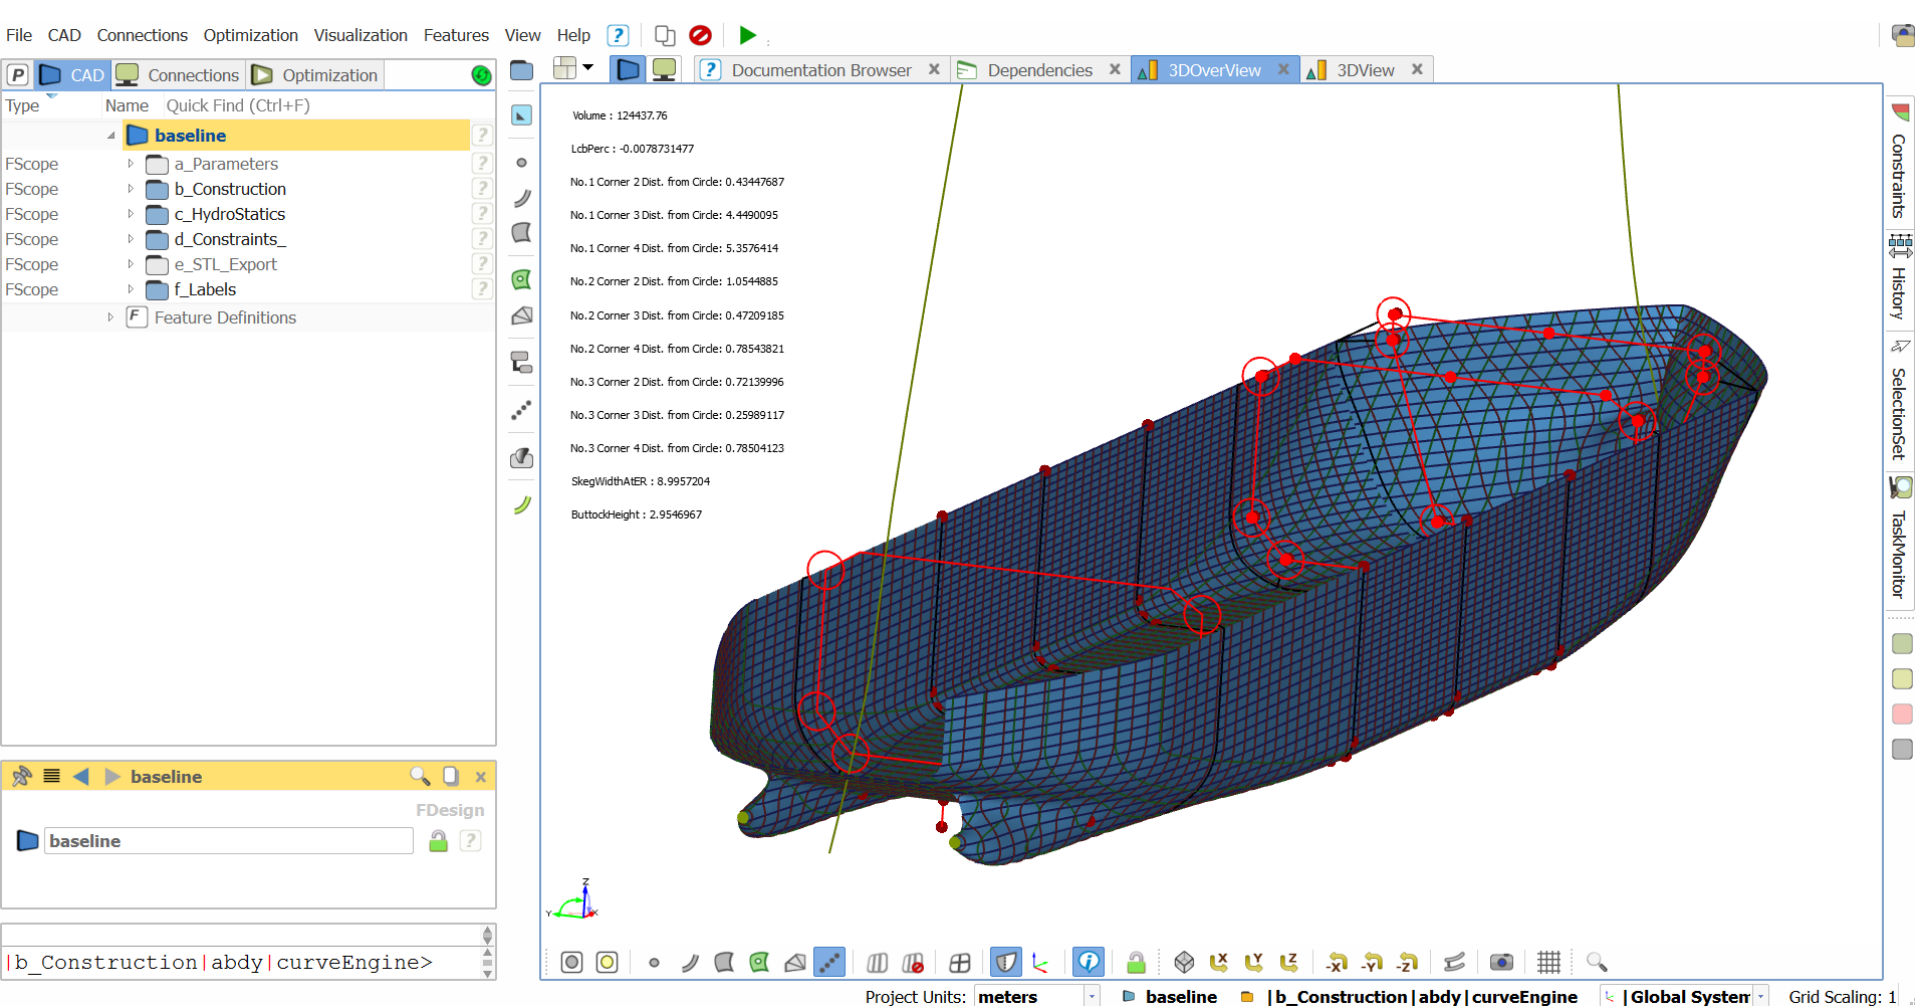 File CAD Connections Optimization Visualization Features View Help ?
P CAD Connections Optimization
? Documentation Browser Dependencies 3DOverView 3DView
Type Name Quick Find (Ctrl+F)
baseline ?
FScope a_Parameters ?
FScope b_Construction ?
FScope c_HydroStatics ?
FScope d_Constraints_ ?
FScope e_STL_Export ?
FScope f_Labels ?
F Feature Definitions
Volume : 124437.76
LcbPerc : -0.0078731477
No.1 Corner 2 Dist. from Circle: 0.43447687
No.1 Corner 3 Dist. from Circle: 4.4490095
No.1 Corner 4 Dist. from Circle: 5.3576414
No.2 Corner 2 Dist. from Circle: 1.0544885
No.2 Corner 3 Dist. from Circle: 0.47209185
No.2 Corner 4 Dist. from Circle: 0.78543821
No.3 Corner 2 Dist. from Circle: 0.72139996
No.3 Corner 3 Dist. from Circle: 0.25989117
No.3 Corner 4 Dist. from Circle: 0.78504123
SkegWidthAtER : 8.9957204
ButtockHeight : 2.9546967
Constraints
History
SelectionSet
TaskMonitor
baseline
FDesign
baseline ?
|b_Construction|abdy|curveEngine>
Z
Y X
X Y Z -X -Y -Z
Project Units: meters baseline |b_Construction|abdy|curveEngine |Global System Grid Scaling: 1